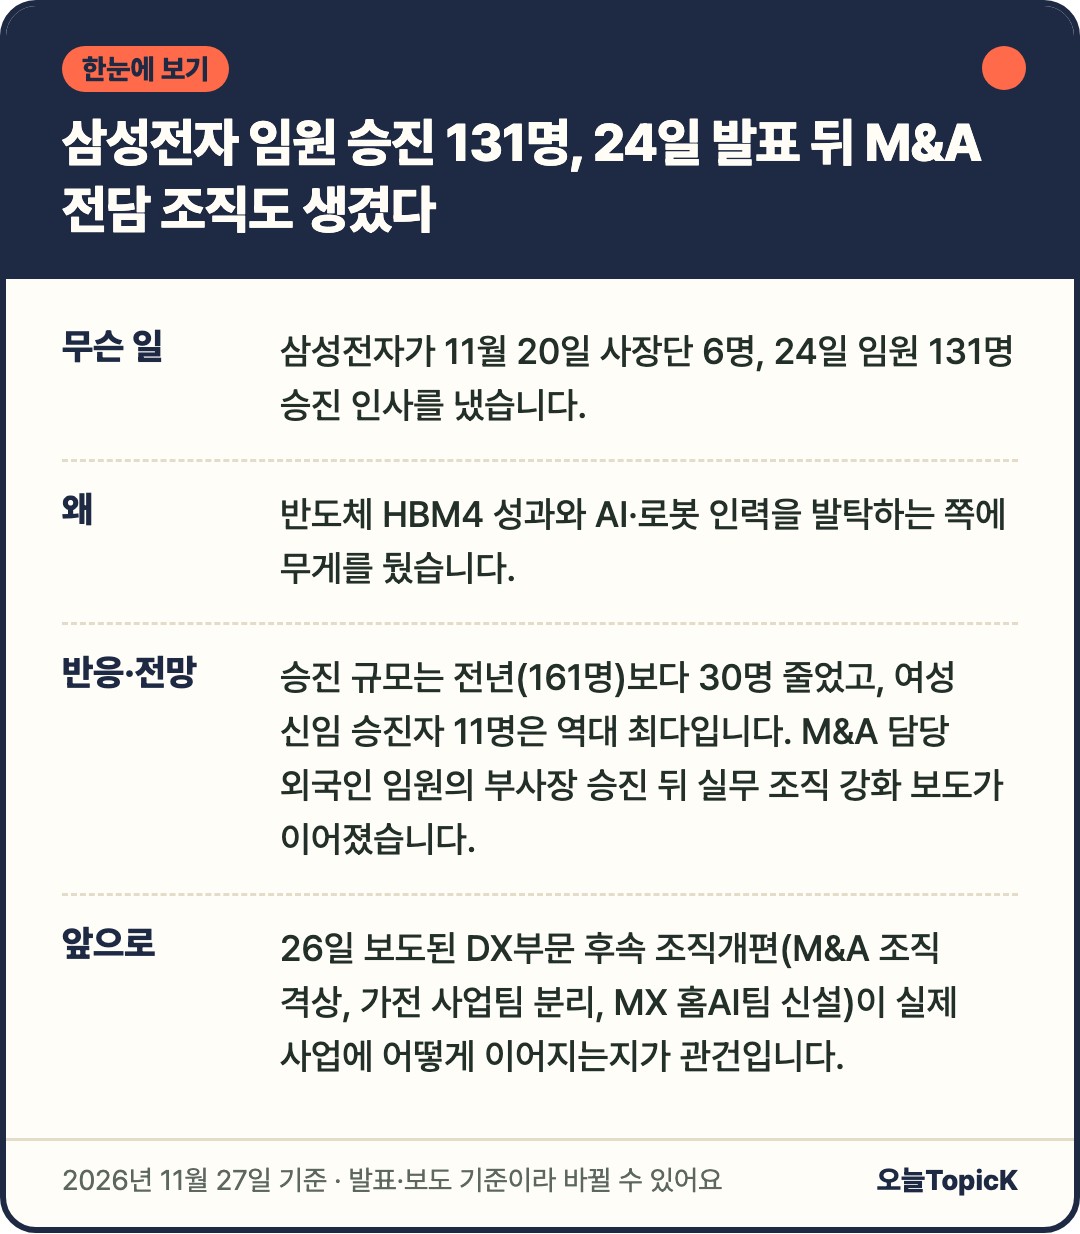 한눈에 보기
삼성전자 임원 승진 131명, 24일 발표 뒤 M&A
전담 조직도 생겼다
무슨 일
삼성전자가 11월 20일 사장단 6명, 24일 임원 131명
승진 인사를 냈습니다.
왜
반도체 HBM4 성과와 AI·로봇 인력을 발탁하는 쪽에
무게를 뒀습니다.
반응·전망
승진 규모는 전년(161명)보다 30명 줄었고, 여성
신임 승진자 11명은 역대 최다입니다. M&A 담당
외국인 임원의 부사장 승진 뒤 실무 조직 강화 보도가
이어졌습니다.
앞으로
26일 보도된 DX부문 후속 조직개편(M&A 조직
격상, 가전 사업팀 분리, MX 홈AI팀 신설)이 실제
사업에 어떻게 이어지는지가 관건입니다.
2026년 11월 27일 기준 · 발표·보도 기준이라 바뀔 수 있어요
오늘TopicK